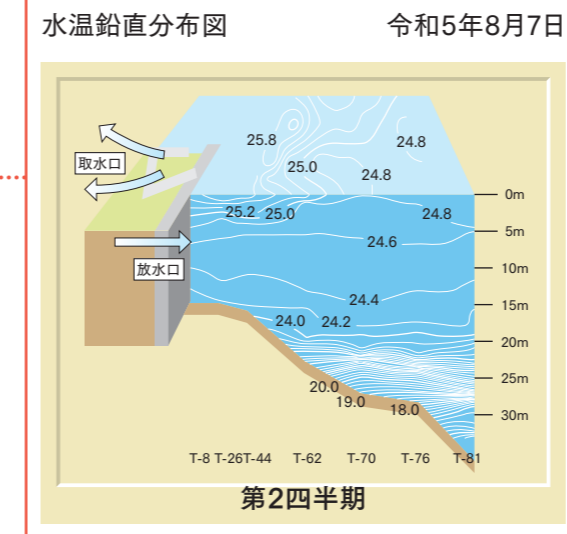 水温鉛直分布図 令和5年8月7日
25.8 24.8
取水口 25.0 24.8
0m
25.2 25.0 24.8
5m
24.6
放水口 10m
24.4 15m
24.0 24.2
20m
25m
20.0
19.0 18.0 30m
T-8 T-26 T-44 T-62 T-70 T-76 T-81
第2四半期